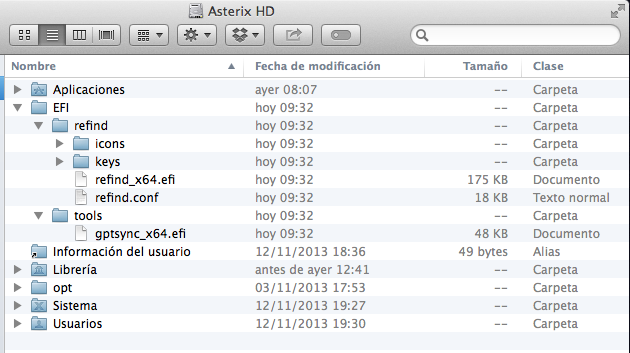 Asterix HD
Nombre Fecha de modificación Tamaño Clase
Aplicaciones ayer 08:07 -- Carpeta
EFI hoy 09:32 -- Carpeta
refind hoy 09:32 -- Carpeta
icons hoy 09:32 -- Carpeta
keys hoy 09:32 -- Carpeta
refind_x64.efi hoy 09:32 175 KB Documento
refind.conf hoy 09:32 18 KB Texto normal
tools hoy 09:32 -- Carpeta
gptsync_x64.efi hoy 09:32 48 KB Documento
Información del usuario 12/11/2013 18:36 49 bytes Alias
Librería antes de ayer 12:41 -- Carpeta
opt 03/11/2013 17:53 -- Carpeta
Sistema 12/11/2013 19:27 -- Carpeta
Usuarios 12/11/2013 19:30 -- Carpeta